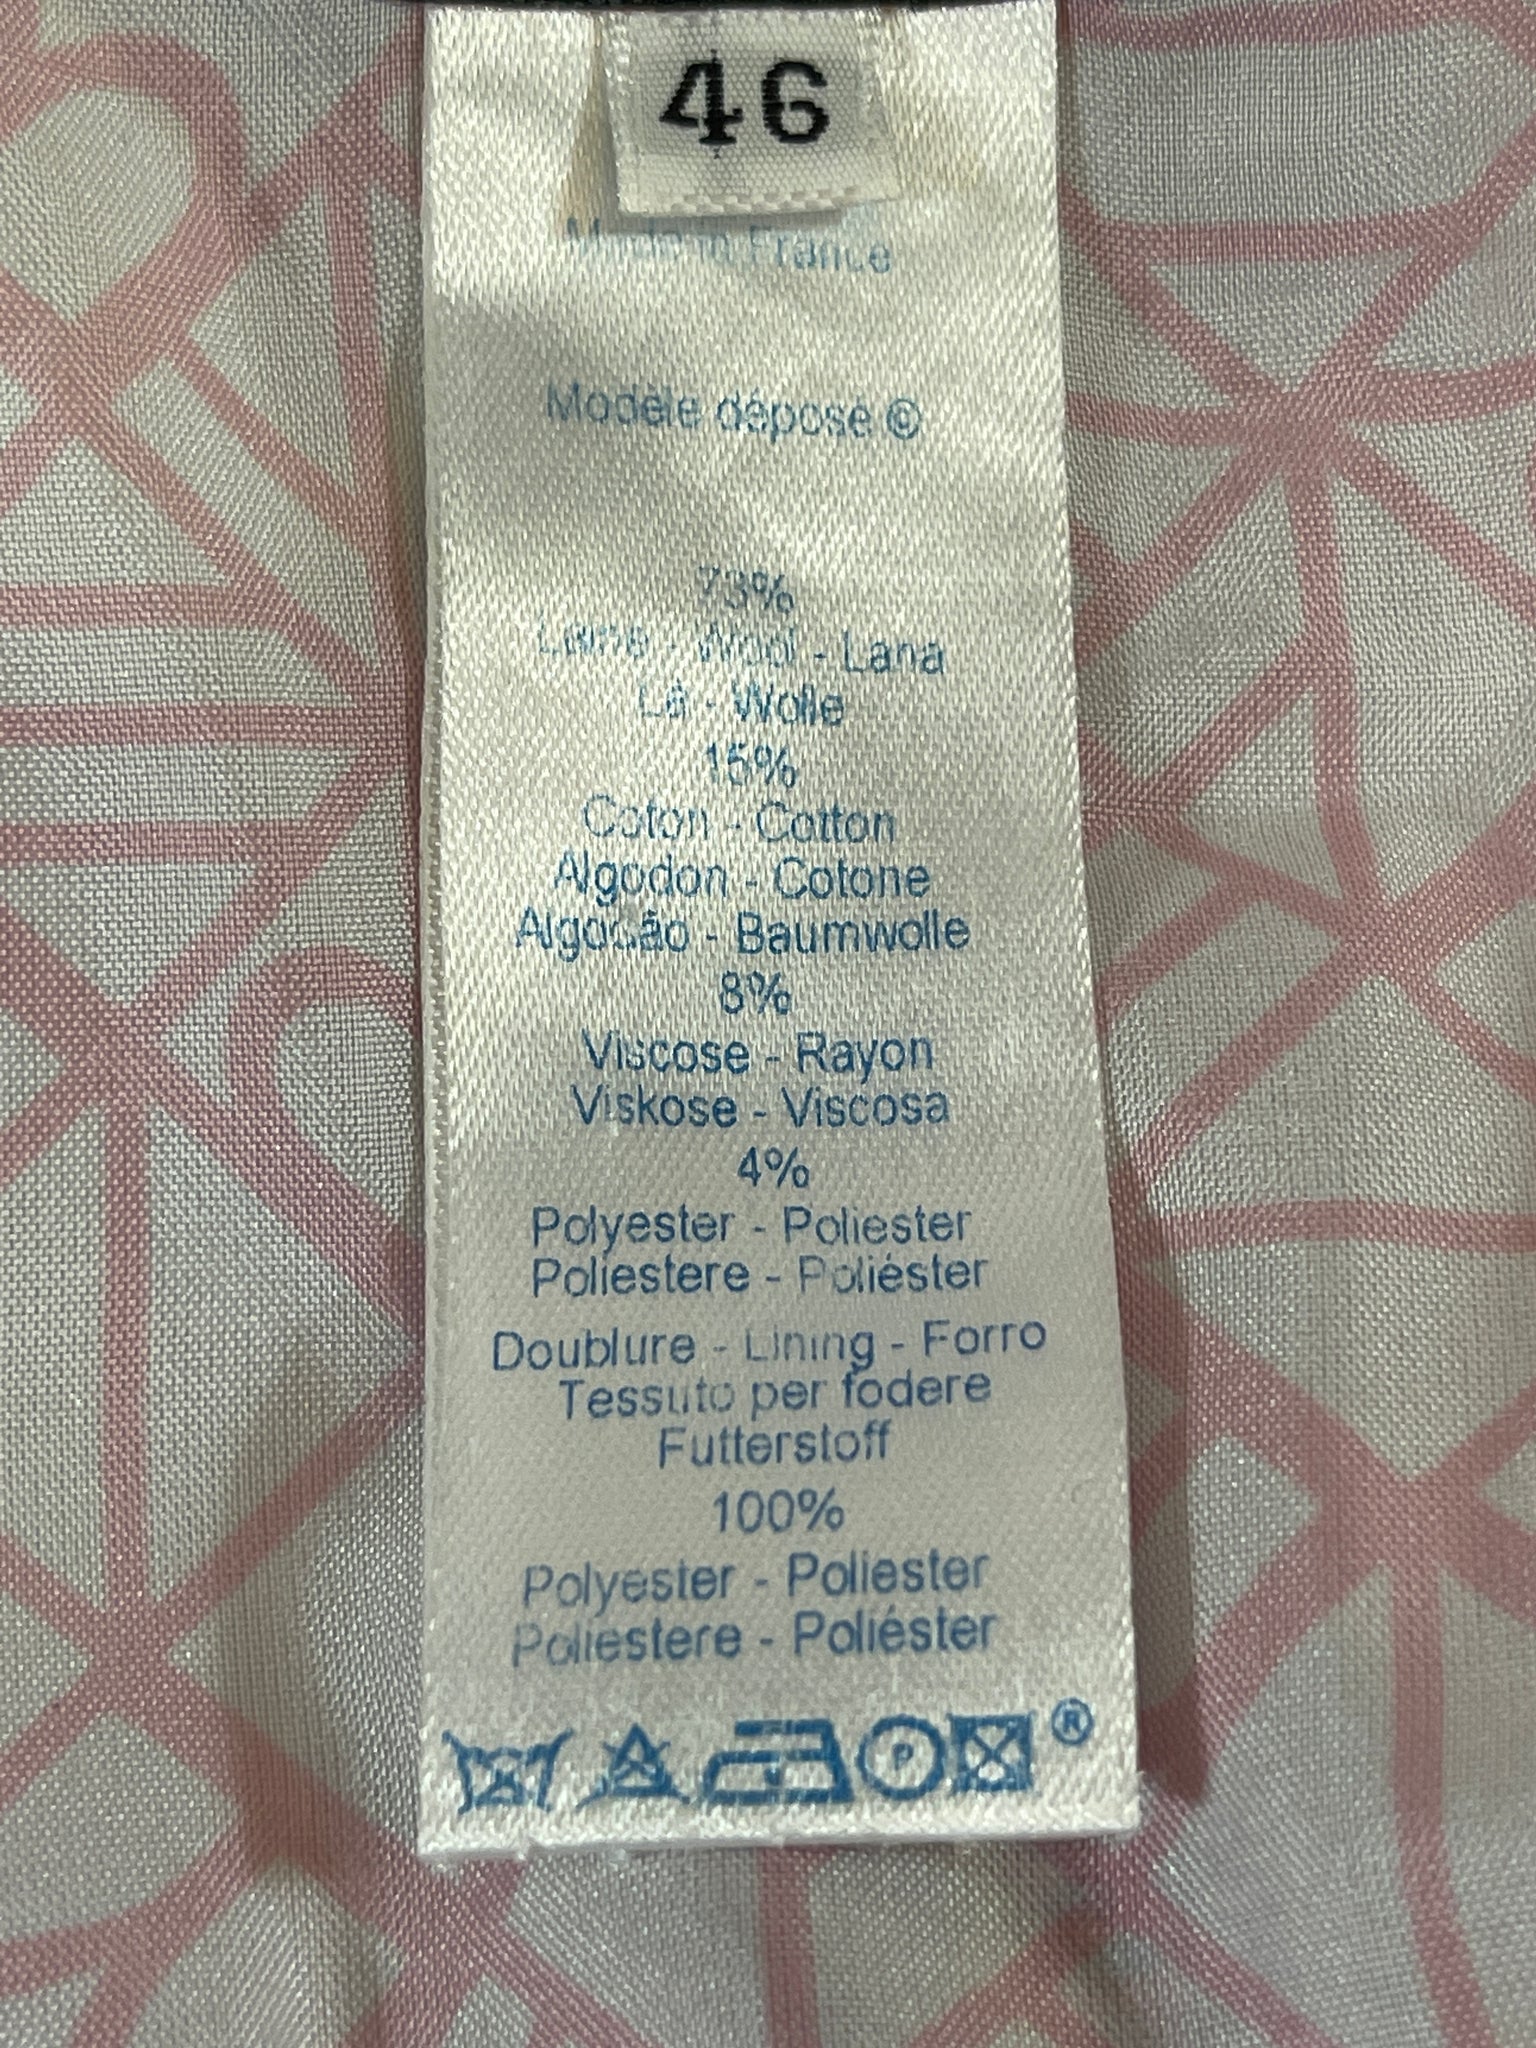 46
Made in France
Modèle déposé ©
73%
Laine - Wool - Lana
Lã - Wolle
15%
Coton - Cotton
Algodon - Cotone
Algodão - Baumwolle
8%
Viscose - Rayon
Viskose - Viscosa
4%
Polyester - Poliester
Poliestere - Poliéster
Doublure - Lining - Forro
Tessuto per fodere
Futterstoff
100%
Polyester - Poliester
Poliestere - Poliéster
P ®